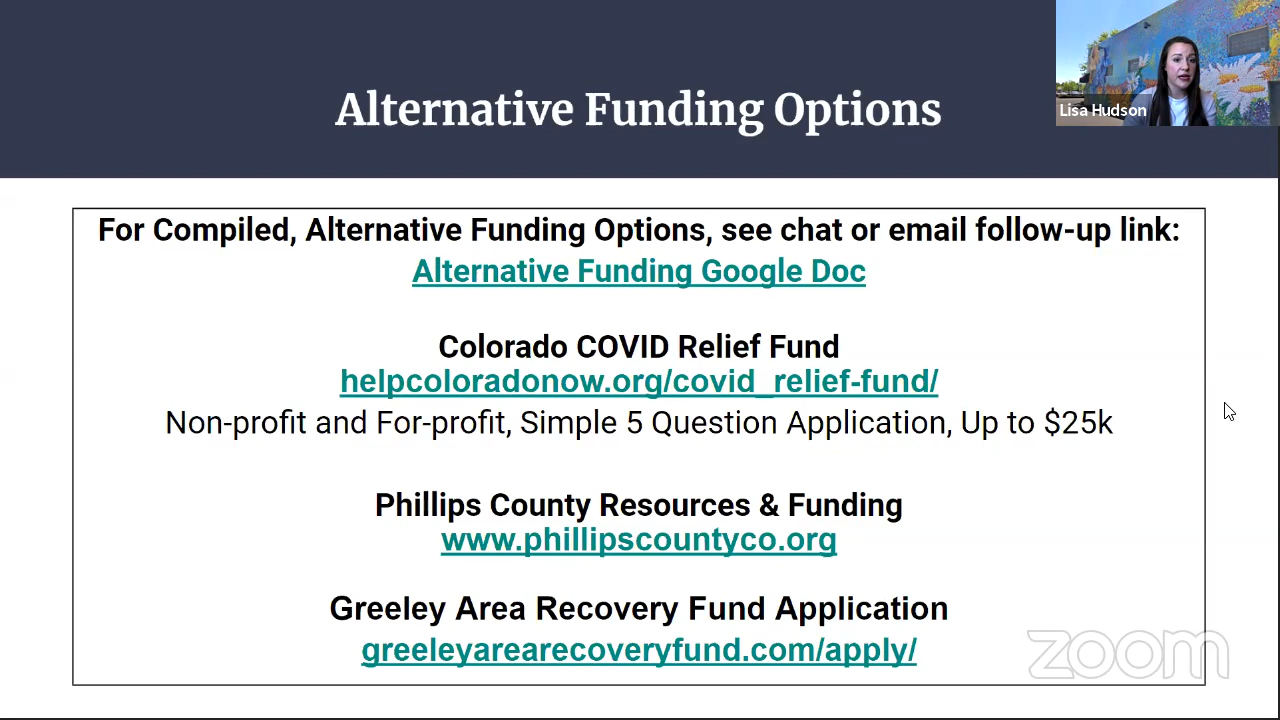 Alternative Funding Options
Lisa Hudson
For Compiled, Alternative Funding Options, see chat or email follow-up link:
Alternative Funding Google Doc
Colorado COVID Relief Fund
helpcoloradonow.org/covid_relief-fund/
Non-profit and For-profit, Simple 5 Question Application, Up to $25k
Phillips County Resources & Funding
www.phillipscountyco.org
Greeley Area Recovery Fund Application
greeleyarearecoveryfund.com/apply/
zoom